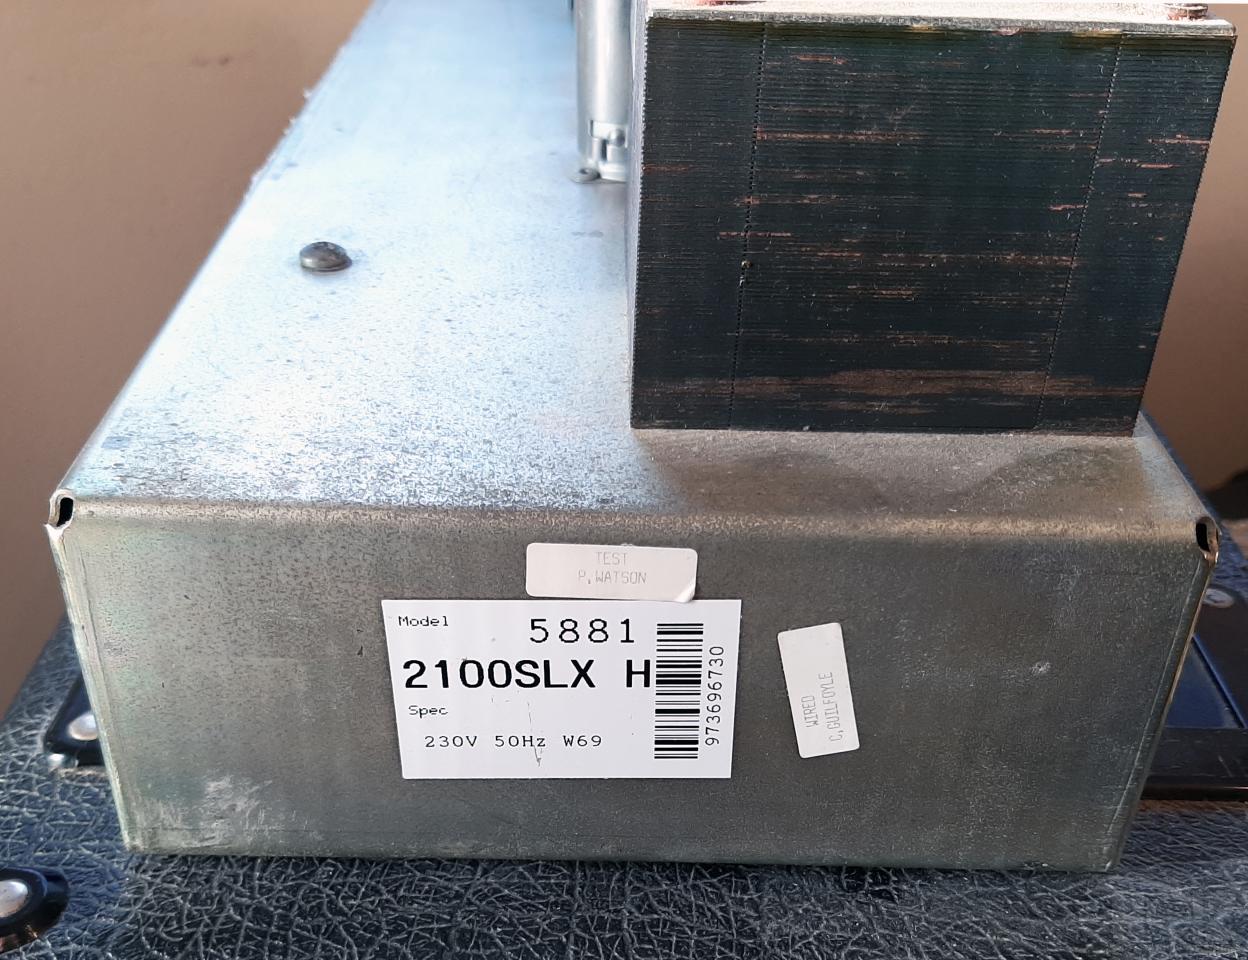 TEST
P.WATSON
Model
5881
2100SLX H
Spec
230V 50Hz W69
973696730
WIRED
C.GUILFOYLE